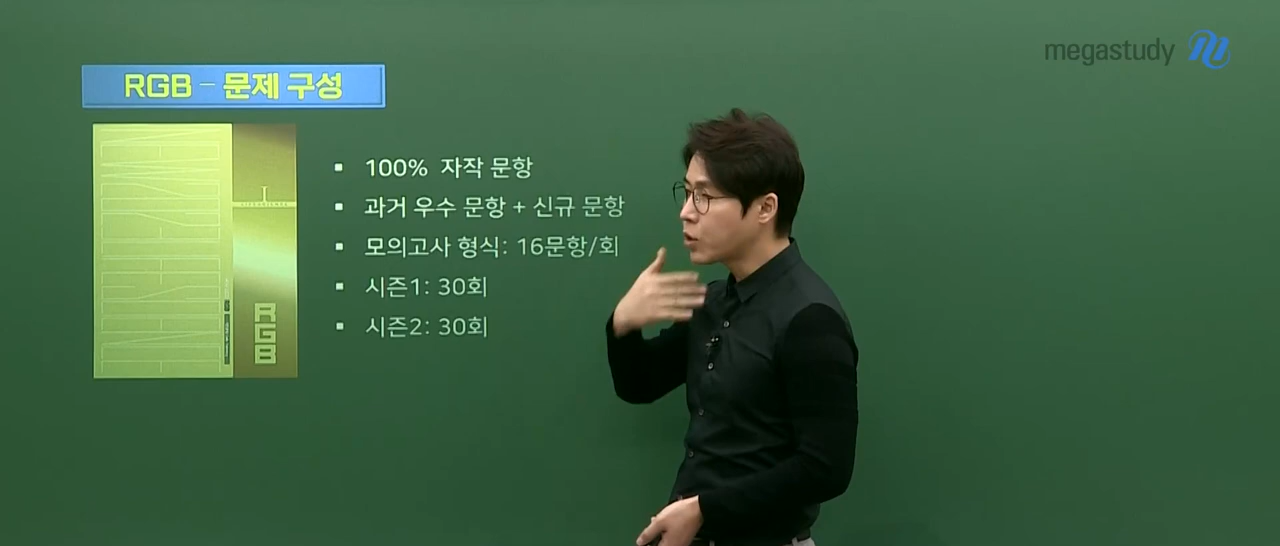 megastudy
RGB - 문제 구성
100% 자작 문항
과거 우수 문항 + 신규 문항
모의고사 형식: 16문항/회
시즌1: 30회
시즌2: 30회
RGB